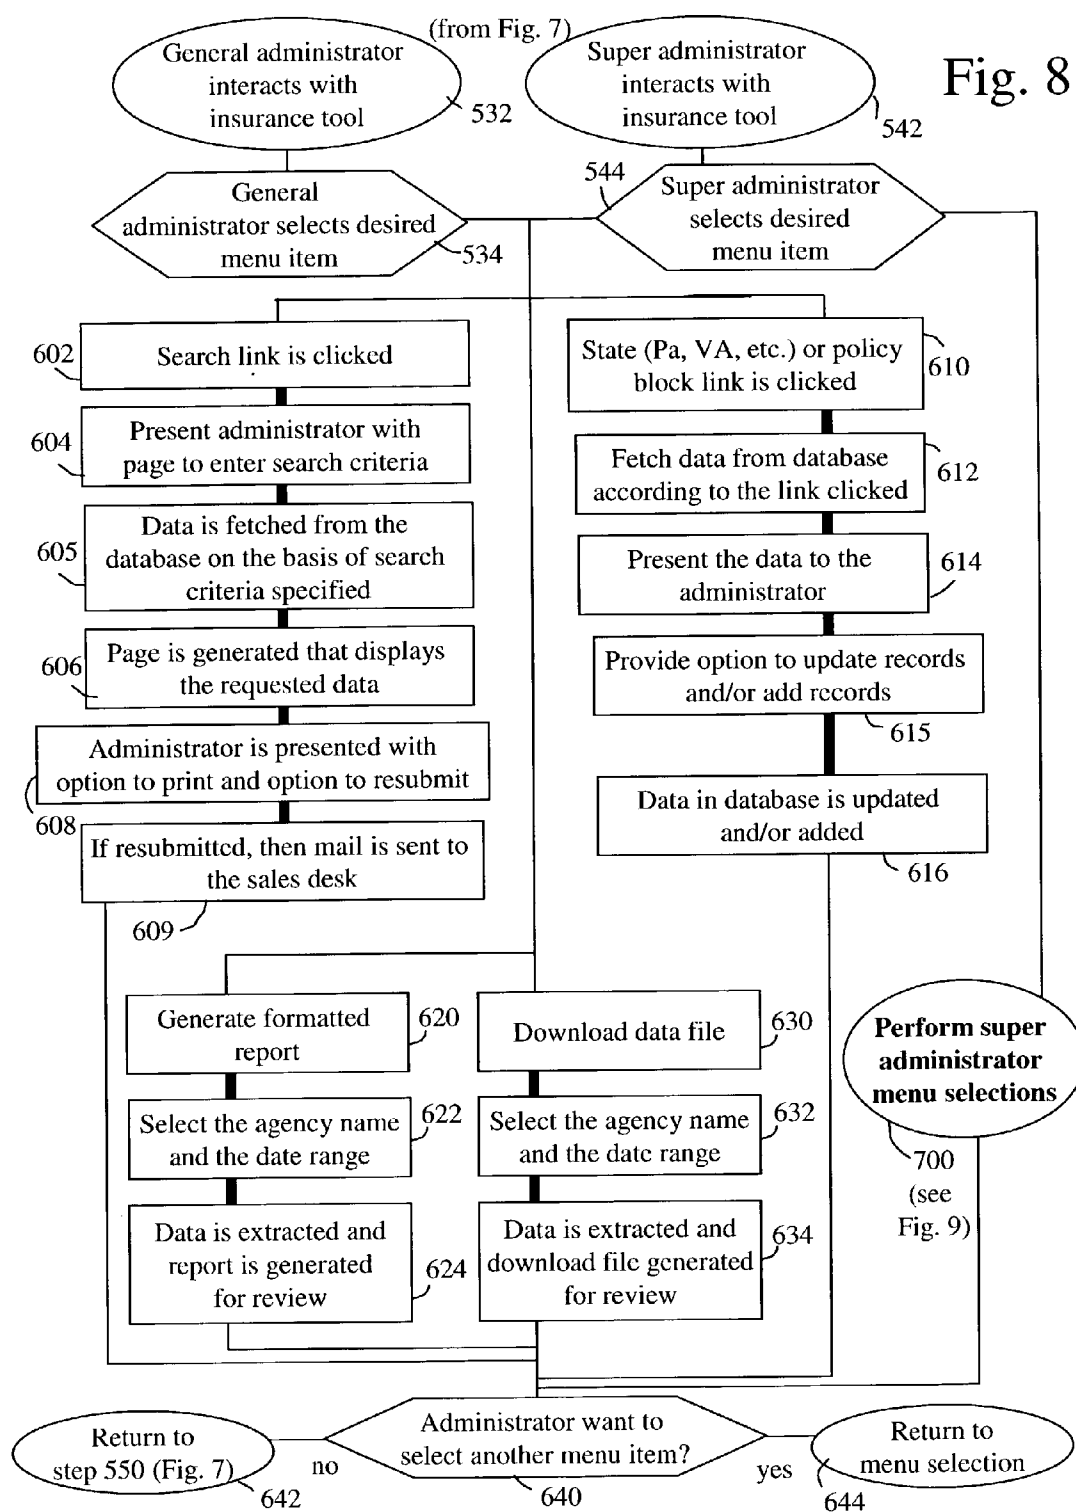 (from Fig. 7)
Fig. 8
General administrator
interacts with
insurance tool
532
Super administrator
interacts with
insurance tool
542
General
administrator selects desired
menu item
534
544
Super administrator
selects desired
menu item
602
Search link is clicked
604
Present administrator with
page to enter search criteria
605
Data is fetched from the
database on the basis of search
criteria specified
606
Page is generated that displays
the requested data
Administrator is presented with
option to print and option to resubmit
608
If resubmitted, then mail is sent to
the sales desk
609
State (Pa, VA, etc.) or policy
block link is clicked
610
Fetch data from database
according to the link clicked
612
Present the data to the
administrator
614
Provide option to update records
and/or add records
615
Data in database is updated
and/or added
616
Generate formatted
report
620
Select the agency name
and the date range
622
Data is extracted and
report is generated
for review
624
Download data file
630
Select the agency name
and the date range
632
Data is extracted and
download file generated
for review
634
Perform super
administrator
menu selections
700
(see
Fig. 9)
Administrator want to
select another menu item?
640
no
Return to
step 550 (Fig. 7)
642
yes
Return to
menu selection
644